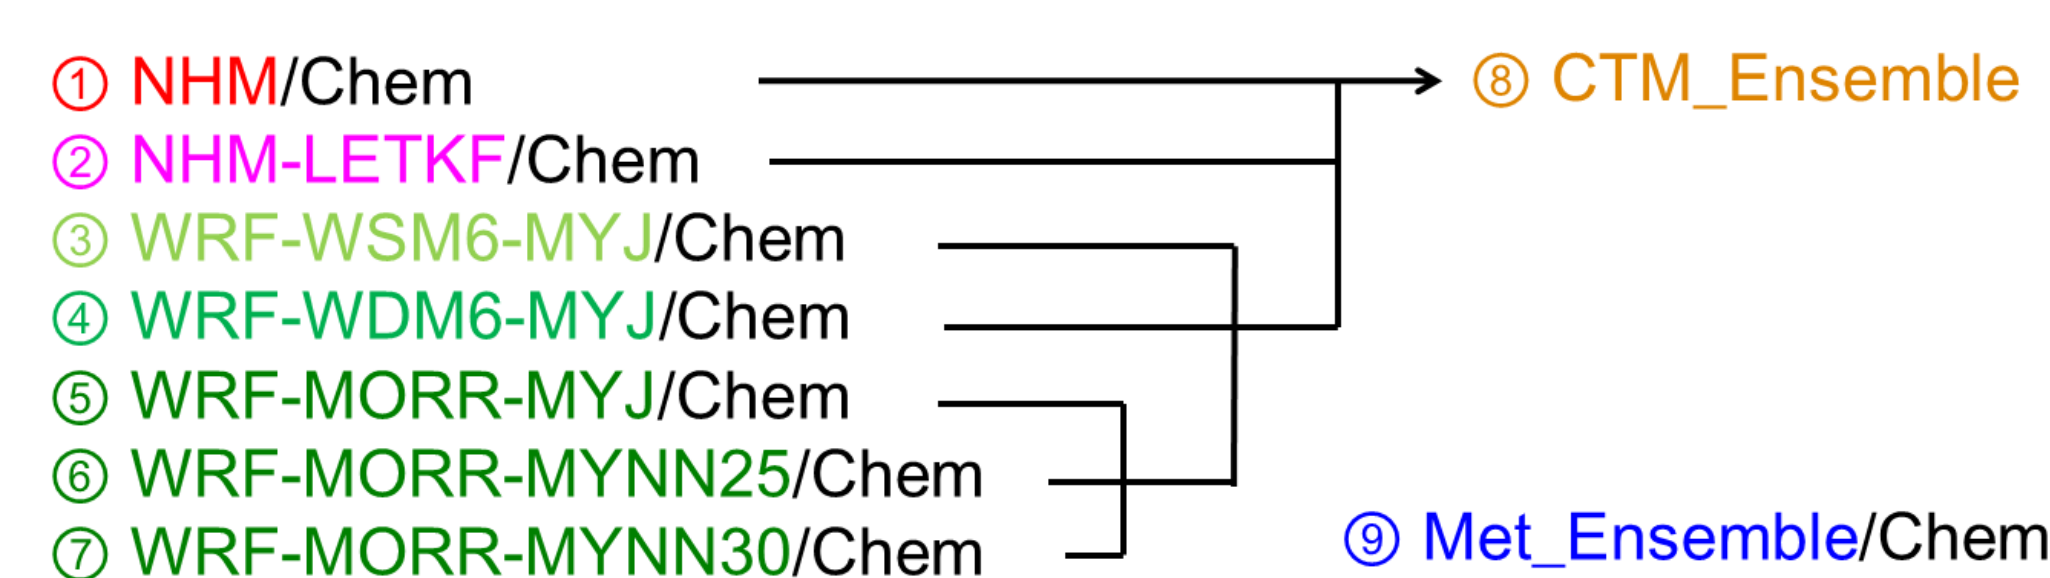 ① NHM/Chem
⑧ CTM_Ensemble
② NHM-LETKF/Chem
③ WRF-WSM6-MYJ/Chem
④ WRF-WDM6-MYJ/Chem
⑤ WRF-MORR-MYJ/Chem
⑥ WRF-MORR-MYNN25/Chem
⑦ WRF-MORR-MYNN30/Chem
⑨ Met_Ensemble/Chem